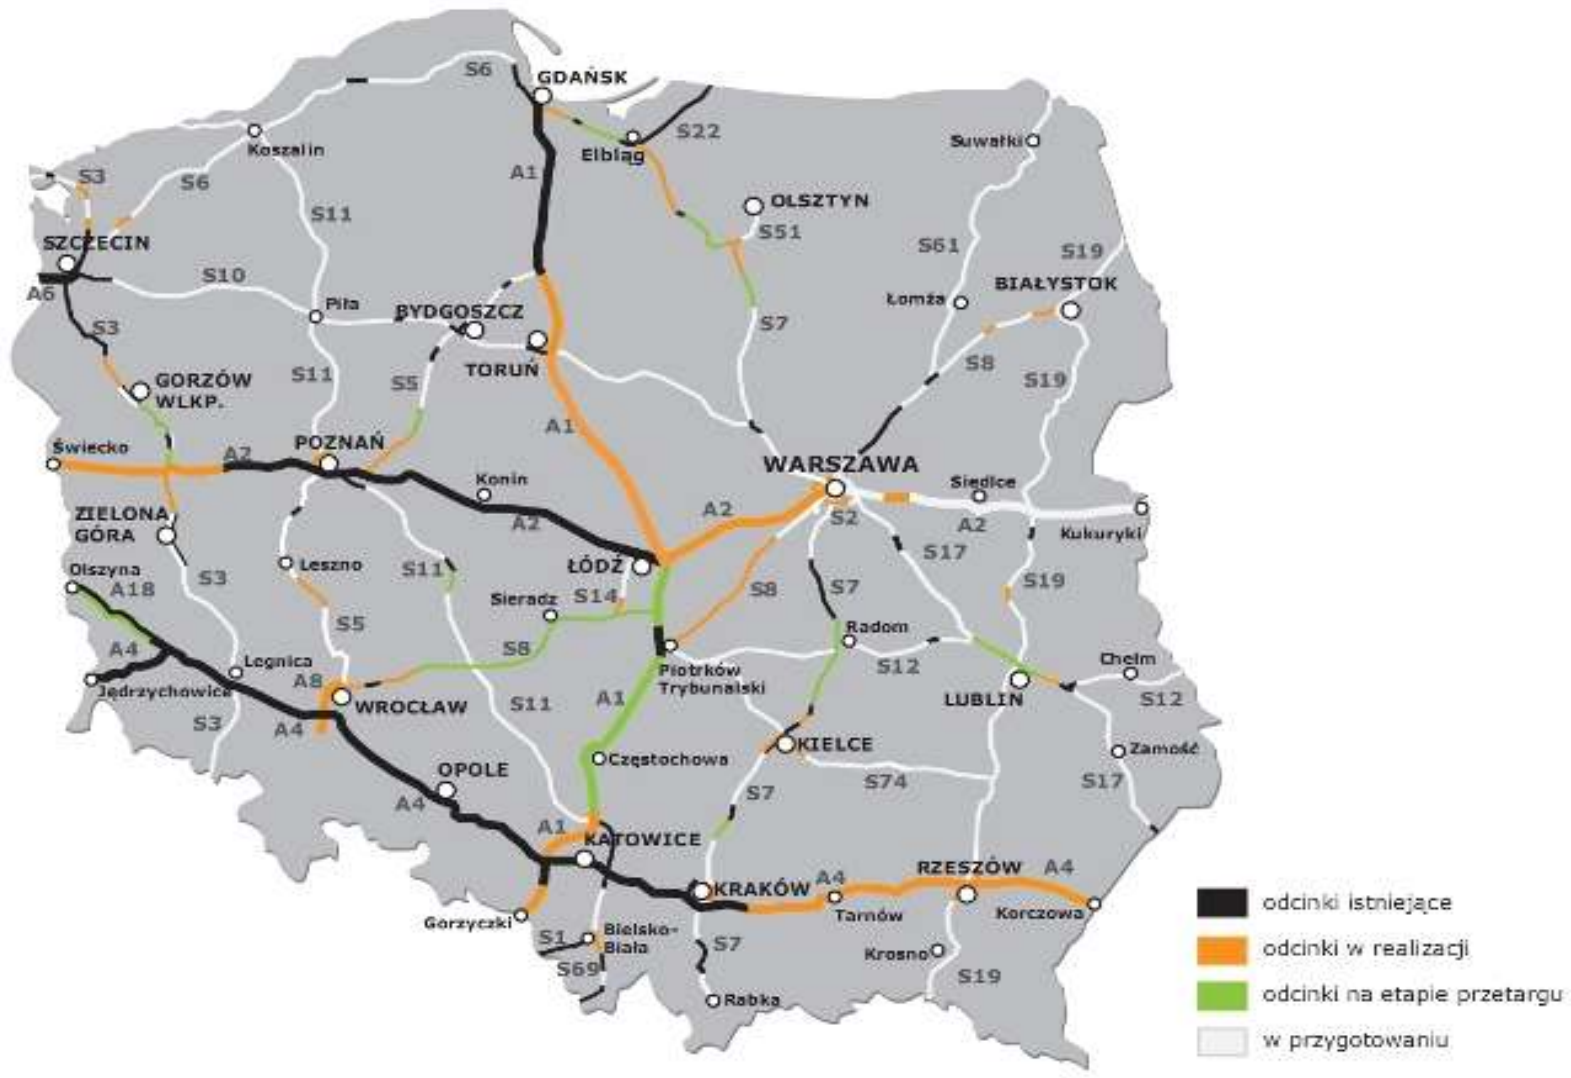 S6
GDAŃSK
S22
Elbląg
Suwałki
Koszalin
S3
S6
A1
S11
OLSZTYN
S51
SZCZECIN
S61
S19
S10
A6
Piła
BYDGOSZCZ
Łomża
BIAŁYSTOK
S3
S7
TORUŃ
S8
S11
S5
S19
GORZÓW
WLKP.
A1
Świecko
A2
POZNAŃ
WARSZAWA
Konin
Siedlce
A2
A2
S2
A2
Kukuryki
ZIELONA
GÓRA
S17
Olszyna
A18
S3
Leszno
S11
ŁÓDŹ
S14
Sieradz
S8
S7
S19
S5
S8
Radom
S12
A4
Legnica
A8
Jędrzychowice
Piotrków
Trybunalski
Chełm
S12
LUBLIN
WROCŁAW
S11
A1
S3
A4
KIELCE
Zamość
Częstochowa
OPOLE
A4
S7
S74
S17
A1
KATOWICE
RZESZÓW
A4
KRAKÓW
A4
Tarnów
Korczowa
Gorzyczki
S1
Bielsko-
Biała
S69
S7
Krosno
S19
Rabka
odcinki istniejące
odcinki w realizacji
odcinki na etapie przetargu
w przygotowaniu